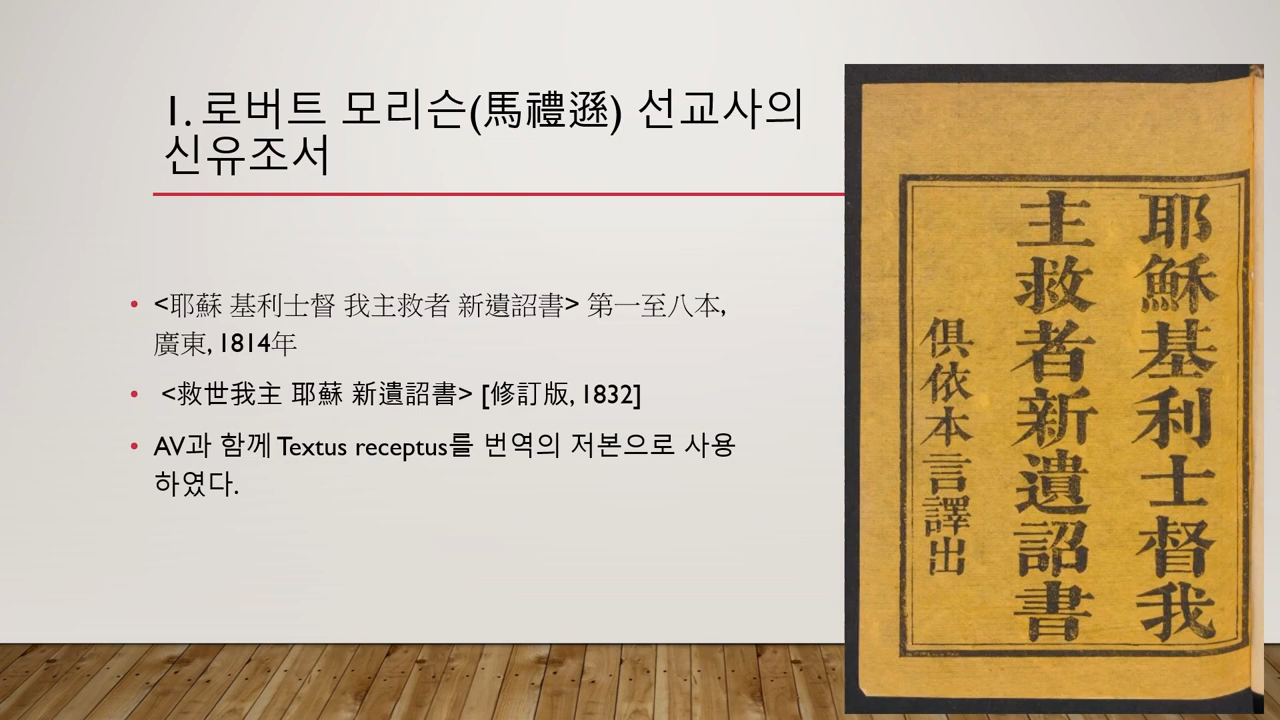 1. 로버트 모리슨(馬禮遜) 선교사의
신유조서
• <耶蘇 基利士督 我主救者 新遺詔書> 第一至八本,
廣東, 1814年
• <救世我主 耶蘇 新遺詔書> [修訂版, 1832]
• AV과 함께 Textus receptus를 번역의 저본으로 사용
하였다.
耶穌基利士督我
主救者新遺詔書
俱依本言譯出